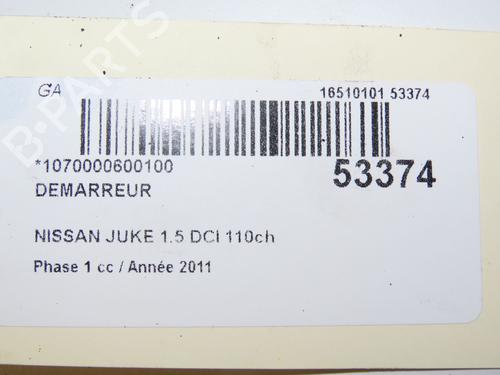 B-PARTS
GA
16510101 53374
*1070000600100
53374
DEMARREUR
NISSAN JUKE 1.5 DCI 110ch
Phase 1 cc / Année 2011